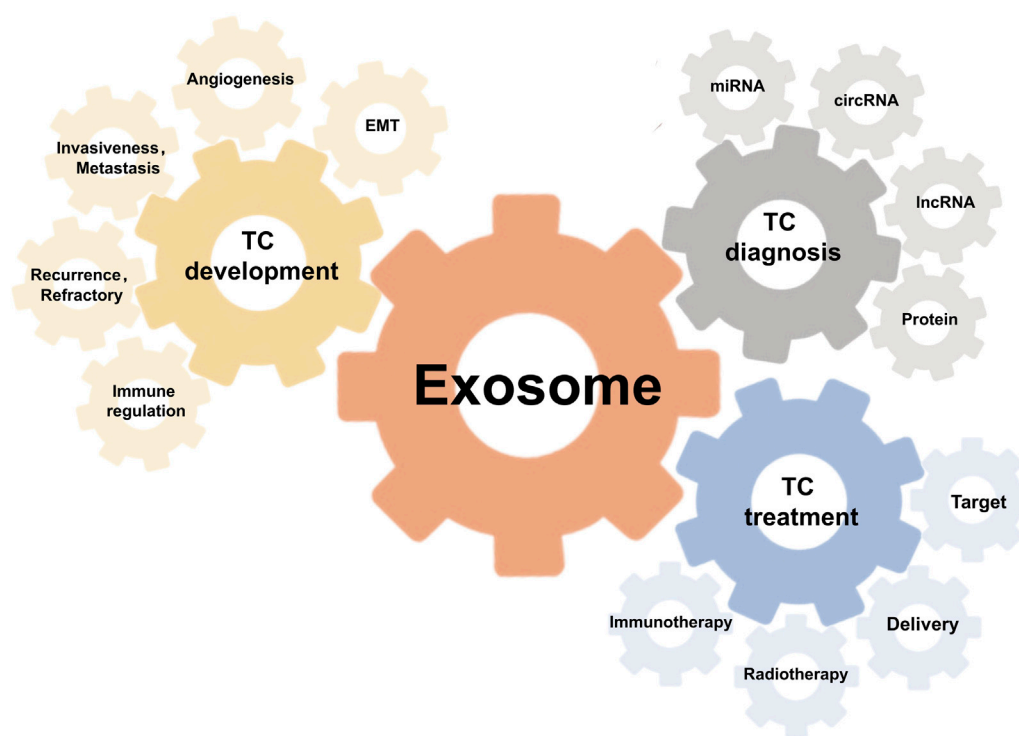 Angiogenesis
EMT
Invasiveness,
Metastasis
Recurrence,
Refractory
Immune
regulation
TC
development
Exosome
miRNA
circRNA
lncRNA
Protein
TC
diagnosis
TC
treatment
Target
Delivery
Radiotherapy
Immunotherapy